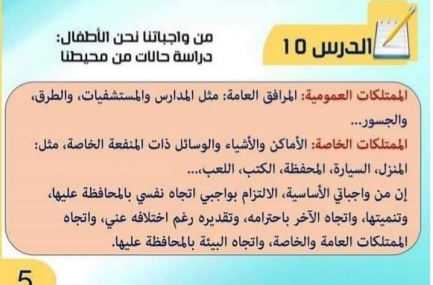 الدرس 10
من واجباتنا نحن الأطفال:
دراسة حالات من محيطنا
الممتلكات العمومية: المرافق العامة: مثل المدارس والمستشفيات، والطرق،
والجسور...
الممتلكات الخاصة: الأماكن والأشياء والوسائل ذات المنفعة الخاصة، مثل:
المنزل، السيارة، المحفظة، الكتب، اللعب،...
إن من واجباتي الأساسية، الالتزام بواجبي اتجاه نفسي بالمحافظة عليها،
وتنميتها، واتجاه الآخر باحترامه، وتقديره رغم اختلافه عني، واتجاه
الممتلكات العامة والخاصة، واتجاه البيئة بالمحافظة عليها.
5